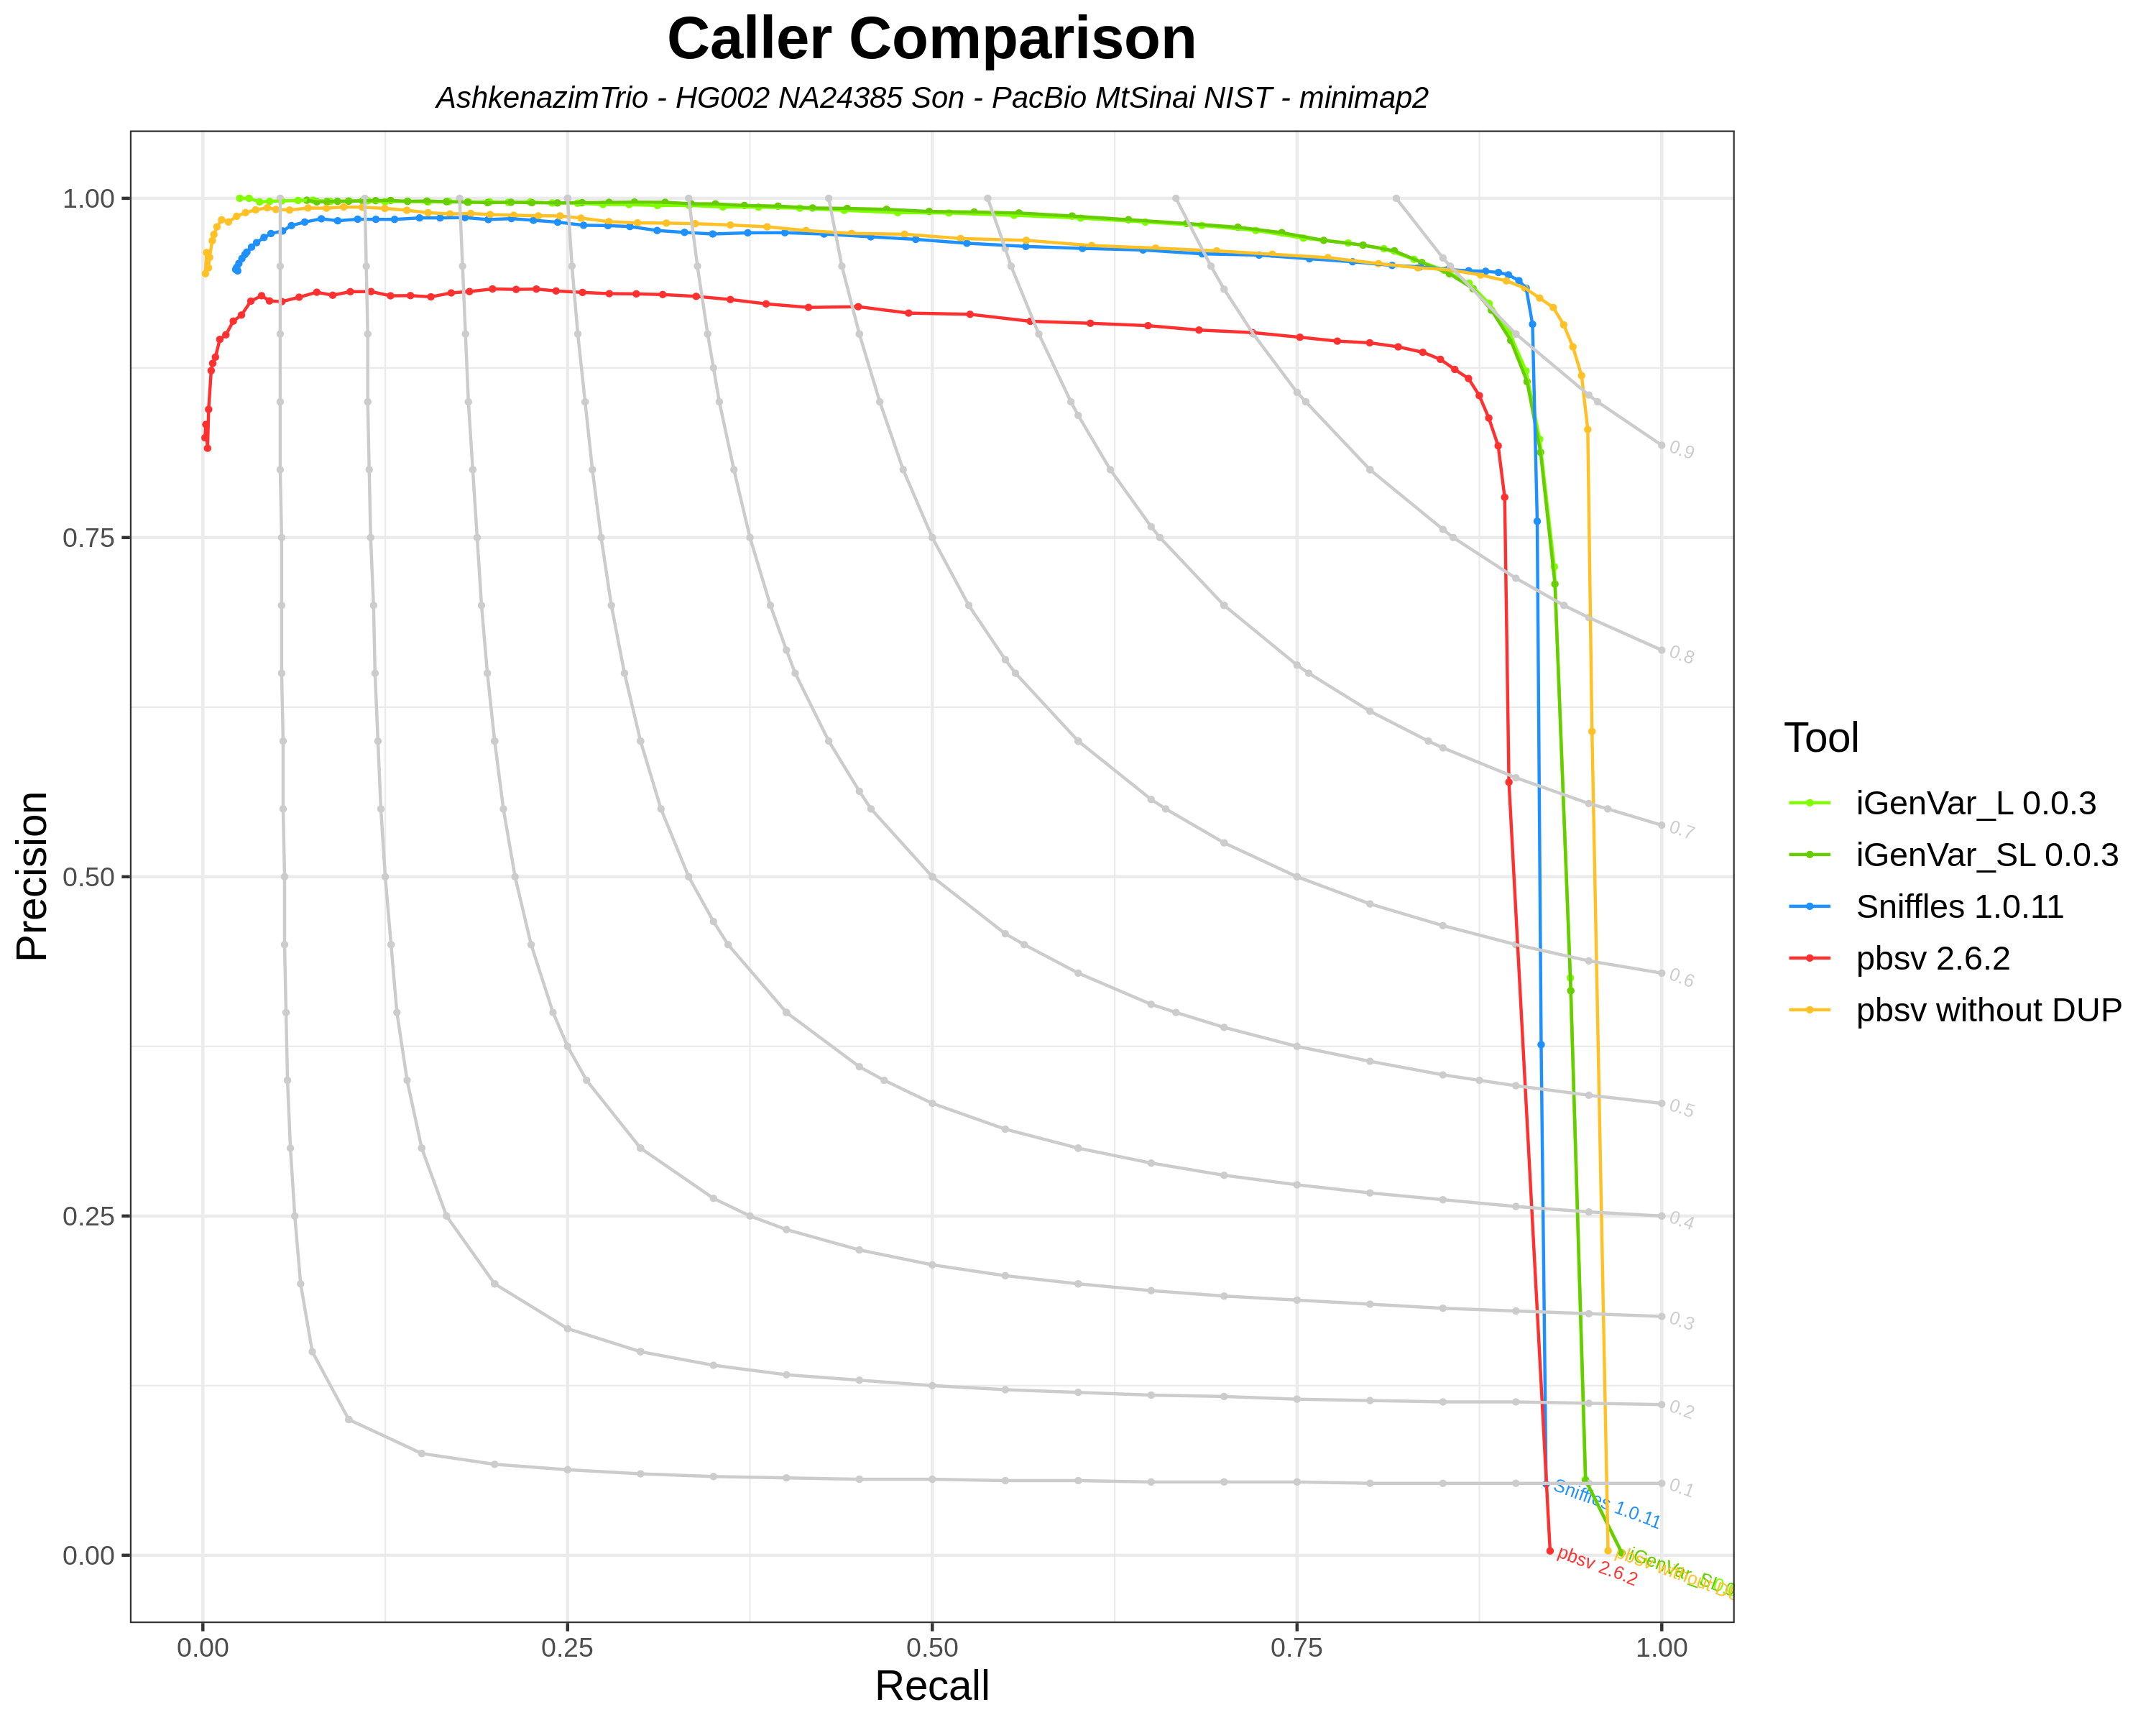 Caller Comparison
AshkenazimTrio - HG002 NA24385 Son - PacBio MtSinai NIST - minimap2
1.00
0.75
0.50
0.25
0.00
Precision
0.9
0.8
0.7
0.6
0.5
0.4
0.3
0.2
0.1
Sniffles 1.0.11
pbsv 2.6.2
iGenVar_SL
pbsv without
0.00
0.25
0.50
0.75
1.00
Recall
Tool
iGenVar_L 0.0.3
iGenVar_SL 0.0.3
Sniffles 1.0.11
pbsv 2.6.2
pbsv without DUP